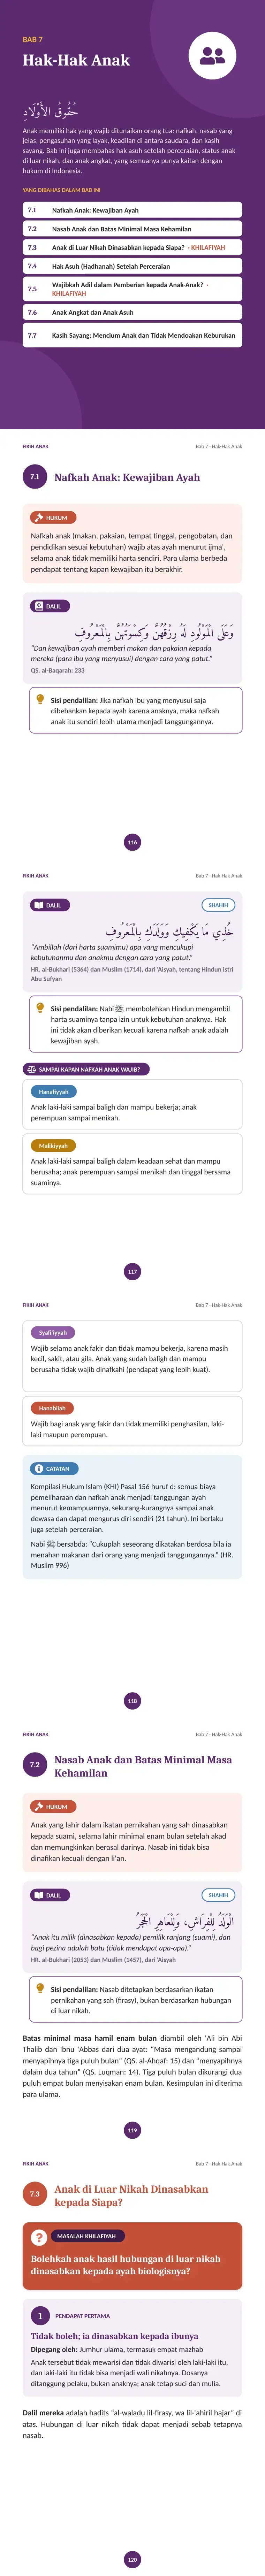 BAB 7
Hak-Hak Anak
حُقُوقُ الْأَوْلَادِ
Anak memiliki hak yang wajib ditunaikan orang tua: nafkah, nasab yang
jelas, pengasuhan yang layak, keadilan di antara saudara, dan kasih
sayang. Bab ini juga membahas hak asuh setelah perceraian, status anak
di luar nikah, dan anak angkat, yang semuanya punya kaitan dengan
hukum di Indonesia.
YANG DIBAHAS DALAM BAB INI
7.1 Nafkah Anak: Kewajiban Ayah
7.2 Nasab Anak dan Batas Minimal Masa Kehamilan
7.3 Anak di Luar Nikah Dinasabkan kepada Siapa? · KHILAFIYAH
7.4 Hak Asuh (Hadhanah) Setelah Perceraian
7.5 Wajibkah Adil dalam Pemberian kepada Anak-Anak? ·
KHILAFIYAH
7.6 Anak Angkat dan Anak Asuh
7.7 Kasih Sayang: Mencium Anak dan Tidak Mendoakan Keburukan
FIKIH ANAK Bab 7 · Hak-Hak Anak
7.1 Nafkah Anak: Kewajiban Ayah
HUKUM
Nafkah anak (makan, pakaian, tempat tinggal, pengobatan, dan
pendidikan sesuai kebutuhan) wajib atas ayah menurut ijma',
selama anak tidak memiliki harta sendiri. Para ulama berbeda
pendapat tentang kapan kewajiban itu berakhir.
DALIL
وَعَلَى الْمَوْلُودِ لَهُ رِزْقُهُنَّ وَكِسْوَتُهُنَّ بِالْمَعْرُوفِ
"Dan kewajiban ayah memberi makan dan pakaian kepada
mereka (para ibu yang menyusui) dengan cara yang patut."
QS. al-Baqarah: 233
Sisi pendalilan: Jika nafkah ibu yang menyusui saja
dibebankan kepada ayah karena anaknya, maka nafkah
anak itu sendiri lebih utama menjadi tanggungannya.
116
FIKIH ANAK Bab 7 · Hak-Hak Anak
DALIL SHAHIH
خُذِي مَا يَكْفِيكِ وَوَلَدَكِ بِالْمَعْرُوفِ
"Ambillah (dari harta suamimu) apa yang mencukupi
kebutuhanmu dan anakmu dengan cara yang patut."
HR. al-Bukhari (5364) dan Muslim (1714), dari 'Aisyah, tentang Hindun istri
Abu Sufyan
Sisi pendalilan: Nabi ﷺ membolehkan Hindun mengambil
harta suaminya tanpa izin untuk kebutuhan anaknya. Hak
ini tidak akan diberikan kecuali karena nafkah anak adalah
kewajiban ayah.
SAMPAI KAPAN NAFKAH ANAK WAJIB?
Hanafiyyah
Anak laki-laki sampai baligh dan mampu bekerja; anak
perempuan sampai menikah.
Malikiyyah
Anak laki-laki sampai baligh dalam keadaan sehat dan mampu
berusaha; anak perempuan sampai menikah dan tinggal bersama
suaminya.
117
FIKIH ANAK Bab 7 · Hak-Hak Anak
Syafi'iyyah
Wajib selama anak fakir dan tidak mampu bekerja, karena masih
kecil, sakit, atau gila. Anak yang sudah baligh dan mampu
berusaha tidak wajib dinafkahi (pendapat yang lebih kuat).
Hanabilah
Wajib bagi anak yang fakir dan tidak memiliki penghasilan, laki-
laki maupun perempuan.
CATATAN
Kompilasi Hukum Islam (KHI) Pasal 156 huruf d: semua biaya
pemeliharaan dan nafkah anak menjadi tanggungan ayah
menurut kemampuannya, sekurang-kurangnya sampai anak
dewasa dan dapat mengurus diri sendiri (21 tahun). Ini berlaku
juga setelah perceraian.
Nabi ﷺ bersabda: "Cukuplah seseorang dikatakan berdosa bila ia
menahan makanan dari orang yang menjadi tanggungannya." (HR.
Muslim 996)
118
FIKIH ANAK Bab 7 · Hak-Hak Anak
7.2 Nasab Anak dan Batas Minimal Masa
Kehamilan
HUKUM
Anak yang lahir dalam ikatan pernikahan yang sah dinasabkan
kepada suami, selama lahir minimal enam bulan setelah akad
dan memungkinkan berasal darinya. Nasab ini tidak bisa
dinafikan kecuali dengan li'an.
DALIL SHAHIH
الْوَلَدُ لِلْفِرَاشِ، وَلِلْعَاهِرِ الْحَجَرُ
"Anak itu milik (dinasabkan kepada) pemilik ranjang (suami), dan
bagi pezina adalah batu (tidak mendapat apa-apa)."
HR. al-Bukhari (2053) dan Muslim (1457), dari 'Aisyah
Sisi pendalilan: Nasab ditetapkan berdasarkan ikatan
pernikahan yang sah (firasy), bukan berdasarkan hubungan
di luar nikah.
Batas minimal masa hamil enam bulan diambil oleh 'Ali bin Abi
Thalib dan Ibnu 'Abbas dari dua ayat: "Masa mengandung sampai
menyapihnya tiga puluh bulan" (QS. al-Ahqaf: 15) dan "menyapihnya
dalam dua tahun" (QS. Luqman: 14). Tiga puluh bulan dikurangi dua
puluh empat bulan menyisakan enam bulan. Kesimpulan ini diterima
para ulama.
119
FIKIH ANAK Bab 7 · Hak-Hak Anak
7.3 Anak di Luar Nikah Dinasabkan
kepada Siapa?
MASALAH KHILAFIYAH
Bolehkah anak hasil hubungan di luar nikah
dinasabkan kepada ayah biologisnya?
1 PENDAPAT PERTAMA
Tidak boleh; ia dinasabkan kepada ibunya
Dipegang oleh: Jumhur ulama, termasuk empat mazhab
Anak tersebut tidak mewarisi dan tidak diwarisi oleh laki-laki itu,
dan laki-laki itu tidak bisa menjadi wali nikahnya. Dosanya
ditanggung pelaku, bukan anaknya; anak tetap suci dan mulia.
Dalil mereka adalah hadits "al-waladu lil-firasy, wa lil-'ahiril hajar" di
atas. Hubungan di luar nikah tidak dapat menjadi sebab tetapnya
nasab.
120